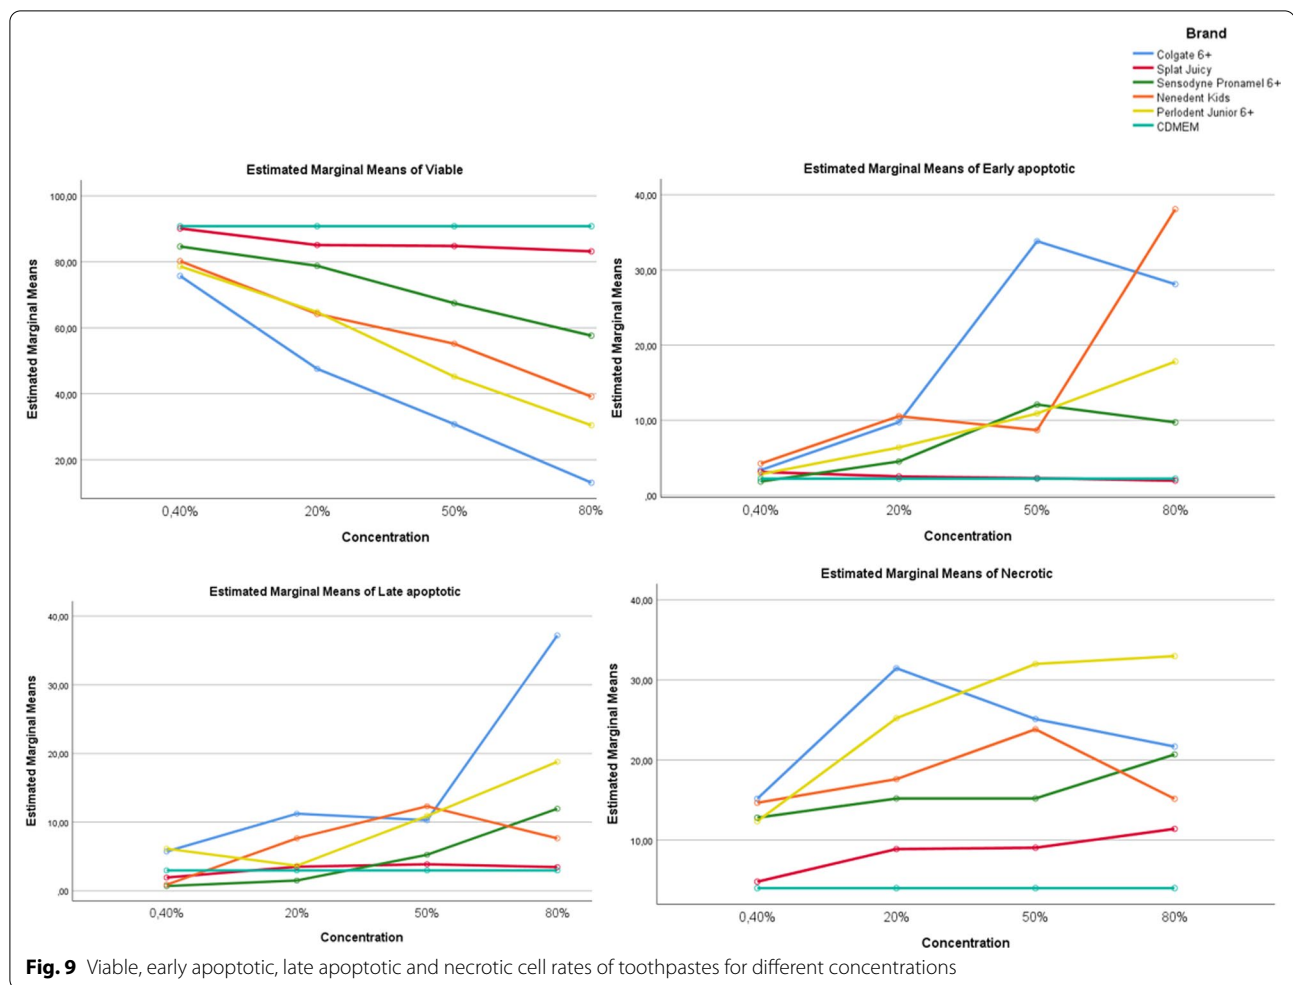 Brand
Colgate 6+
Splat Juicy
Sensodyne Pronamel 6+
Nenedent Kids
Perlodent Junior 6+
CDMEM
Estimated Marginal Means of Viable
Estimated Marginal Means
100,00
80,00
60,00
40,00
20,00
0,40% 20% 50% 80%
Concentration
Estimated Marginal Means of Early apoptotic
Estimated Marginal Means
40,00
30,00
20,00
10,00
,00
0,40% 20% 50% 80%
Concentration
Estimated Marginal Means of Late apoptotic
Estimated Marginal Means
40,00
30,00
20,00
10,00
,00
0,40% 20% 50% 80%
Concentration
Estimated Marginal Means of Necrotic
Estimated Marginal Means
40,00
30,00
20,00
10,00
0,40% 20% 50% 80%
Concentration
Fig. 9 Viable, early apoptotic, late apoptotic and necrotic cell rates of toothpastes for different concentrations